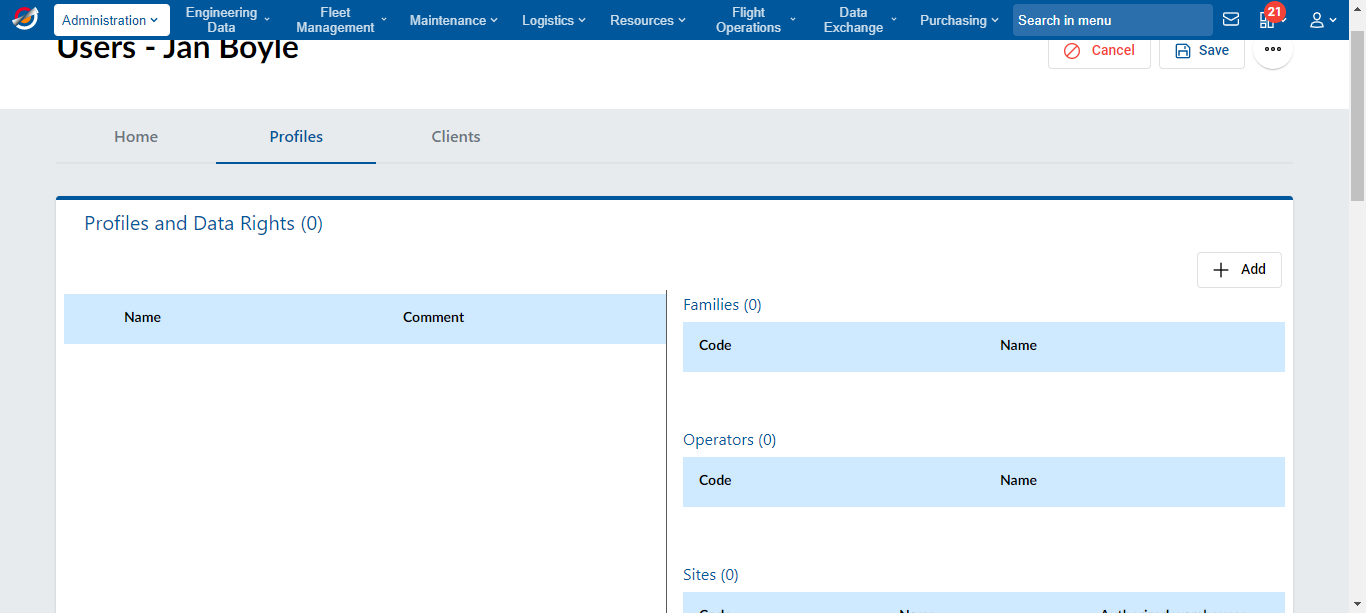 Administration
Engineering
Data
Fleet
Management
Maintenance
Logistics
Resources
Flight
Operations
Data
Exchange
Purchasing
Search in menu
21
Users - Jan Boyle
Cancel
Save
Home
Profiles
Clients
Profiles and Data Rights (0)
Add
Name
Comment
Families (0)
Code
Name
Operators (0)
Code
Name
Sites (0)
Code
Name